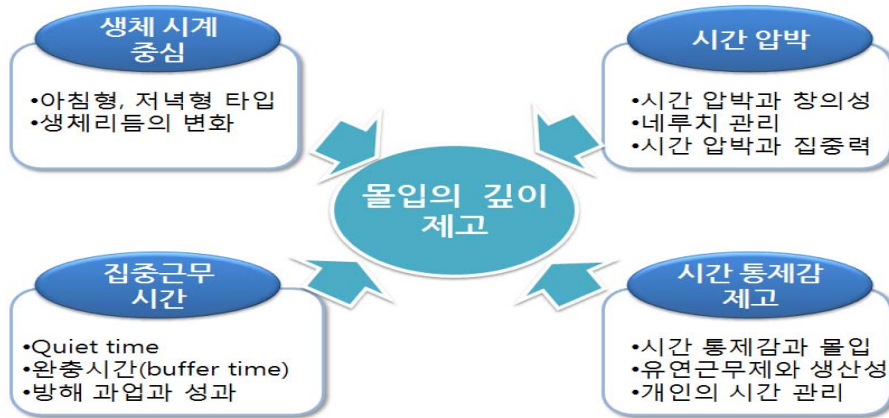 생체 시계
중심
•아침형, 저녁형 타입
•생체리듬의 변화
시간 압박
•시간 압박과 창의성
•네루치 관리
•시간 압박과 집중력
몰입의 깊이
제고
집중근무
시간
•Quiet time
•완충시간(buffer time)
•방해 과업과 성과
시간 통제감
제고
•시간 통제감과 몰입
•유연근무제와 생산성
•개인의 시간 관리